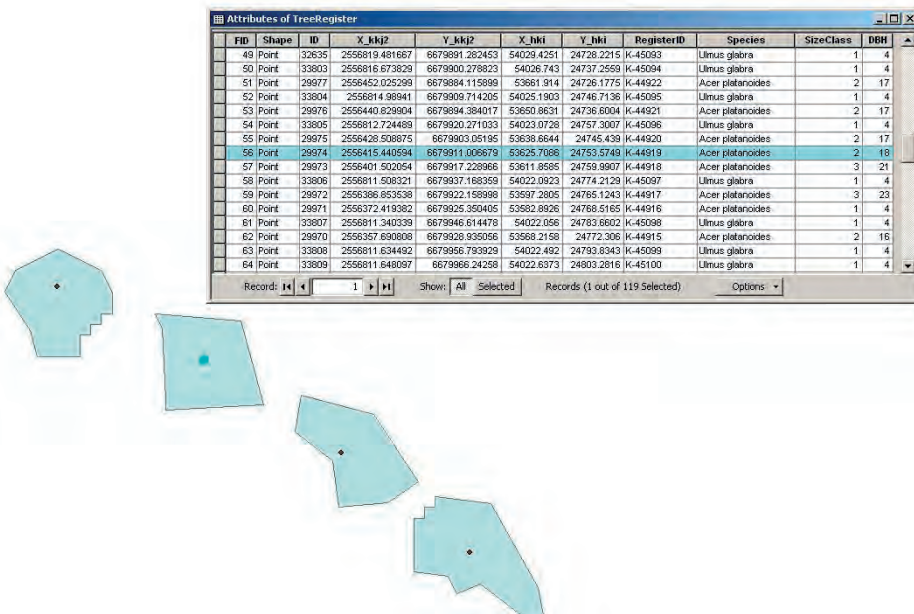 Attributes of TreeRegister
FID Shape ID X_kkj2 Y_kkj2 X_hki Y_hki RegisterID Species SizeClass DBH
49 Point 32635 2556819.481667 6679891.282453 54029.4251 24728.2215 K-45093 Ulmus glabra 1 4
50 Point 33803 2556816.673829 6679900.278823 54026.743 24737.2559 K-45094 Ulmus glabra 1 4
51 Point 29977 2556452.025299 6679884.115899 53661.914 24726.1775 K-44922 Acer platanoides 2 17
52 Point 33804 2556814.98941 6679909.714205 54025.1903 24746.7136 K-45095 Ulmus glabra 1 4
53 Point 29976 2556440.829904 6679894.384017 53650.8631 24736.6004 K-44921 Acer platanoides 2 17
54 Point 33805 2556812.724489 6679920.271033 54023.0728 24757.3007 K-45096 Ulmus glabra 1 4
55 Point 29975 2556428.508875 6679903.05195 53638.6644 24745.439 K-44920 Acer platanoides 2 17
56 Point 29974 2556415.440594 6679911.006679 53625.7086 24753.5749 K-44919 Acer platanoides 2 18
57 Point 29973 2556401.502054 6679917.228966 53611.8585 24759.9907 K-44918 Acer platanoides 3 21
58 Point 33806 2556811.508321 6679937.168359 54022.0923 24774.2129 K-45097 Ulmus glabra 1 4
59 Point 29972 2556386.853538 6679922.158998 53597.2805 24765.1243 K-44917 Acer platanoides 3 23
60 Point 29971 2556372.419382 6679925.350405 53582.8926 24768.5165 K-44916 Acer platanoides 1 4
61 Point 33807 2556811.340339 6679946.614478 54022.056 24783.6602 K-45098 Ulmus glabra 1 4
62 Point 29970 2556357.690808 6679928.935056 53568.2158 24772.306 K-44915 Acer platanoides 2 16
63 Point 33808 2556811.634492 6679956.793929 54022.492 24793.8343 K-45099 Ulmus glabra 1 4
64 Point 33809 2556811.648097 6679966.24258 54022.6373 24803.2816 K-45100 Ulmus glabra 1 4
Record: 1 Show: All Selected Records (1 out of 119 Selected) Options